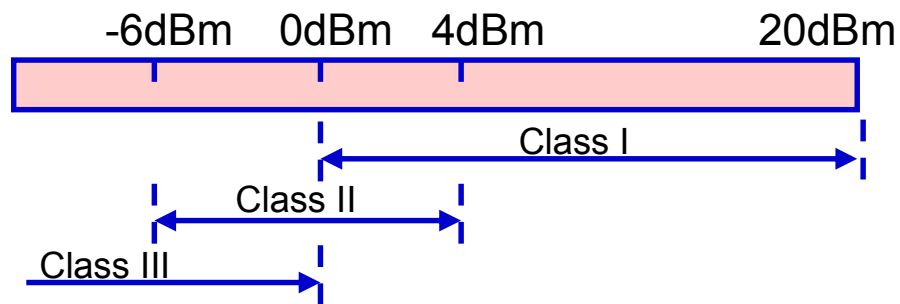 -6dBm 0dBm 4dBm 20dBm
Class I
Class II
Class III